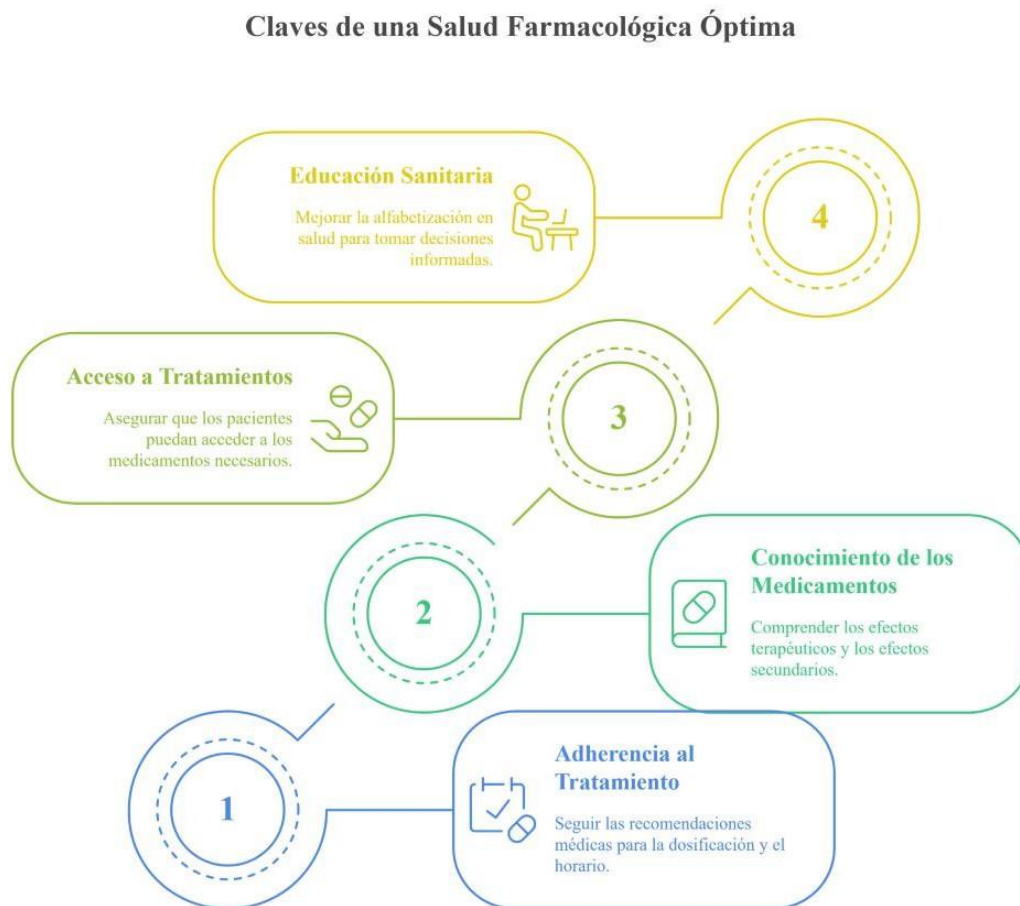 Claves de una Salud Farmacológica Óptima
4
Educación Sanitaria
Mejorar la alfabetización en
salud para tomar decisiones
informadas.
3
Acceso a Tratamientos
Asegurar que los pacientes
puedan acceder a los
medicamentos necesarios.
2
Conocimiento de los
Medicamentos
Comprender los efectos
terapéuticos y los efectos
secundarios.
1
Adherencia al
Tratamiento
Seguir las recomendaciones
médicas para la dosificación y el
horario.